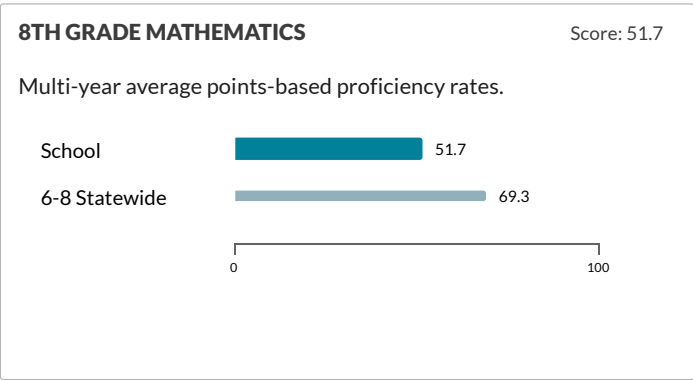 8TH GRADE MATHEMATICS Score: 51.7
Multi-year average points-based proficiency rates.
School 51.7
6-8 Statewide 69.3
0 100